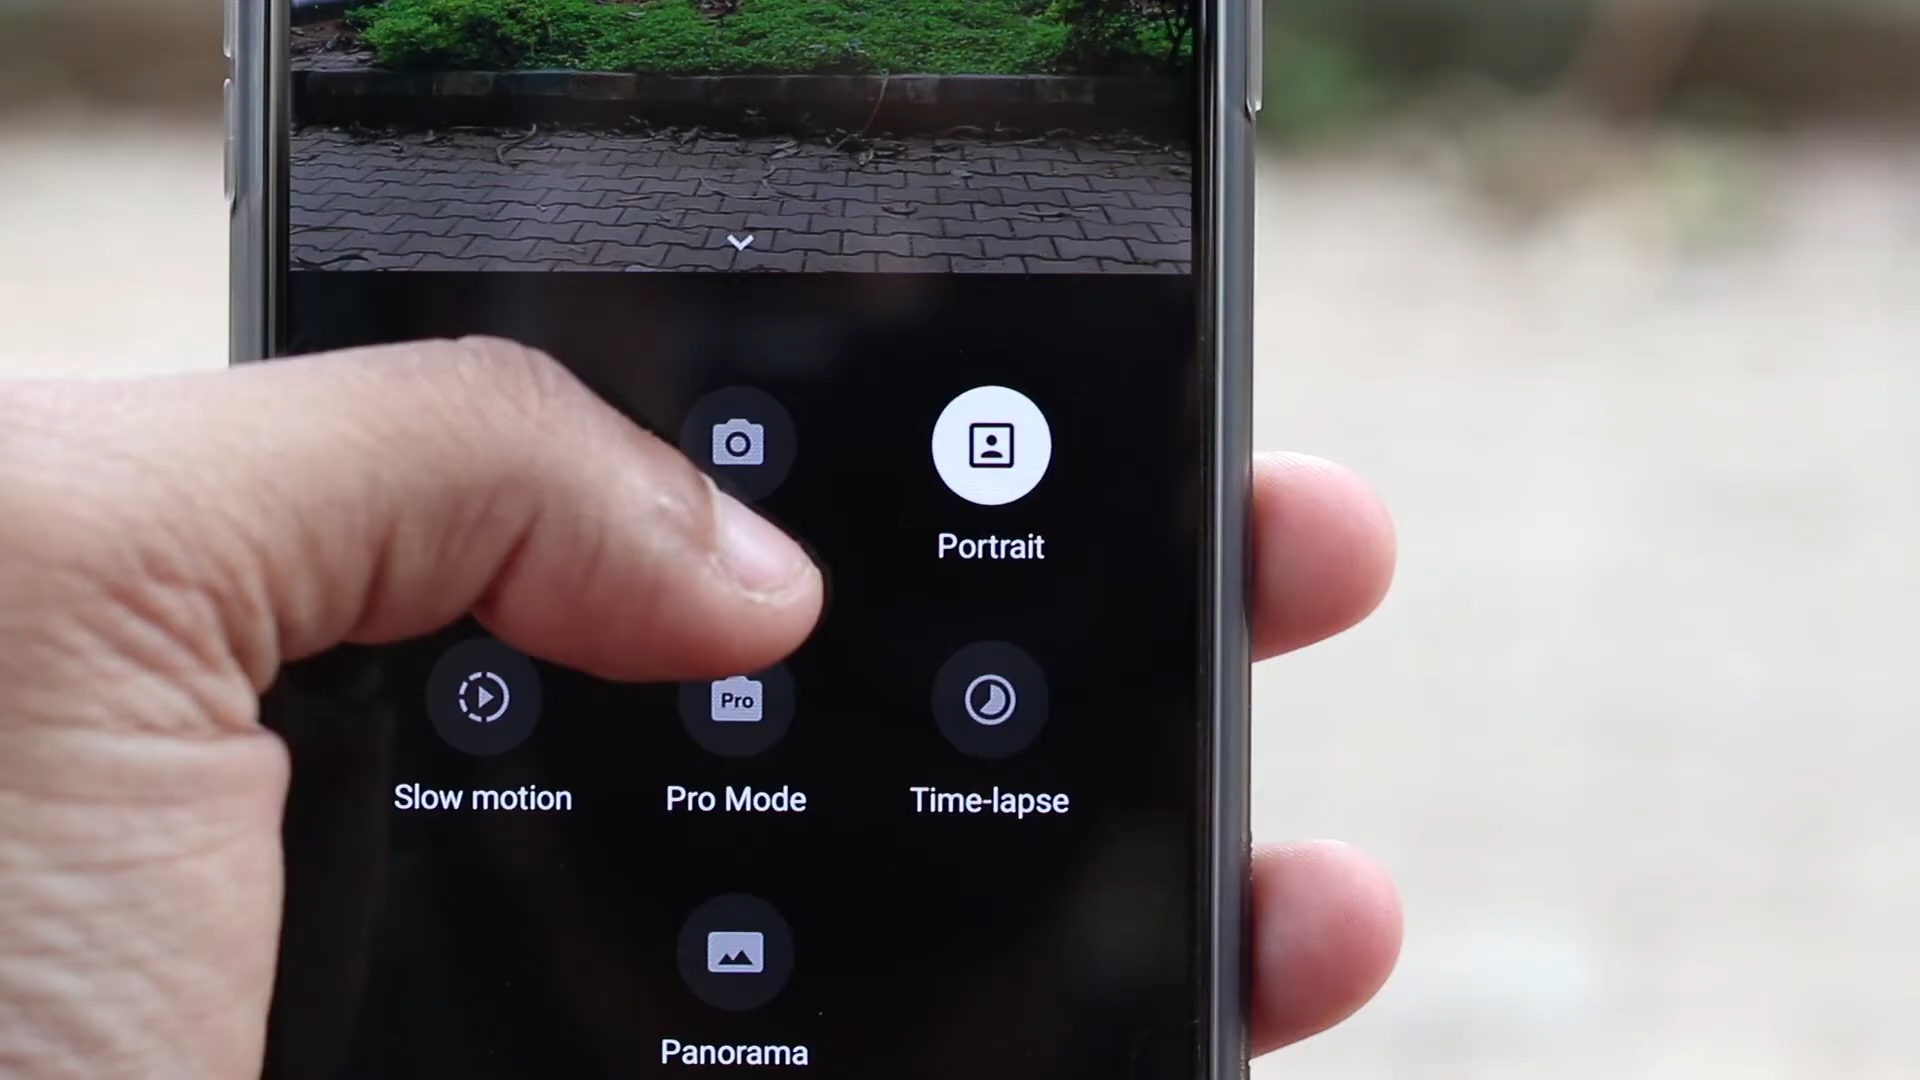 Portrait
Pro
Slow motion
Pro Mode
Time-lapse
Panorama